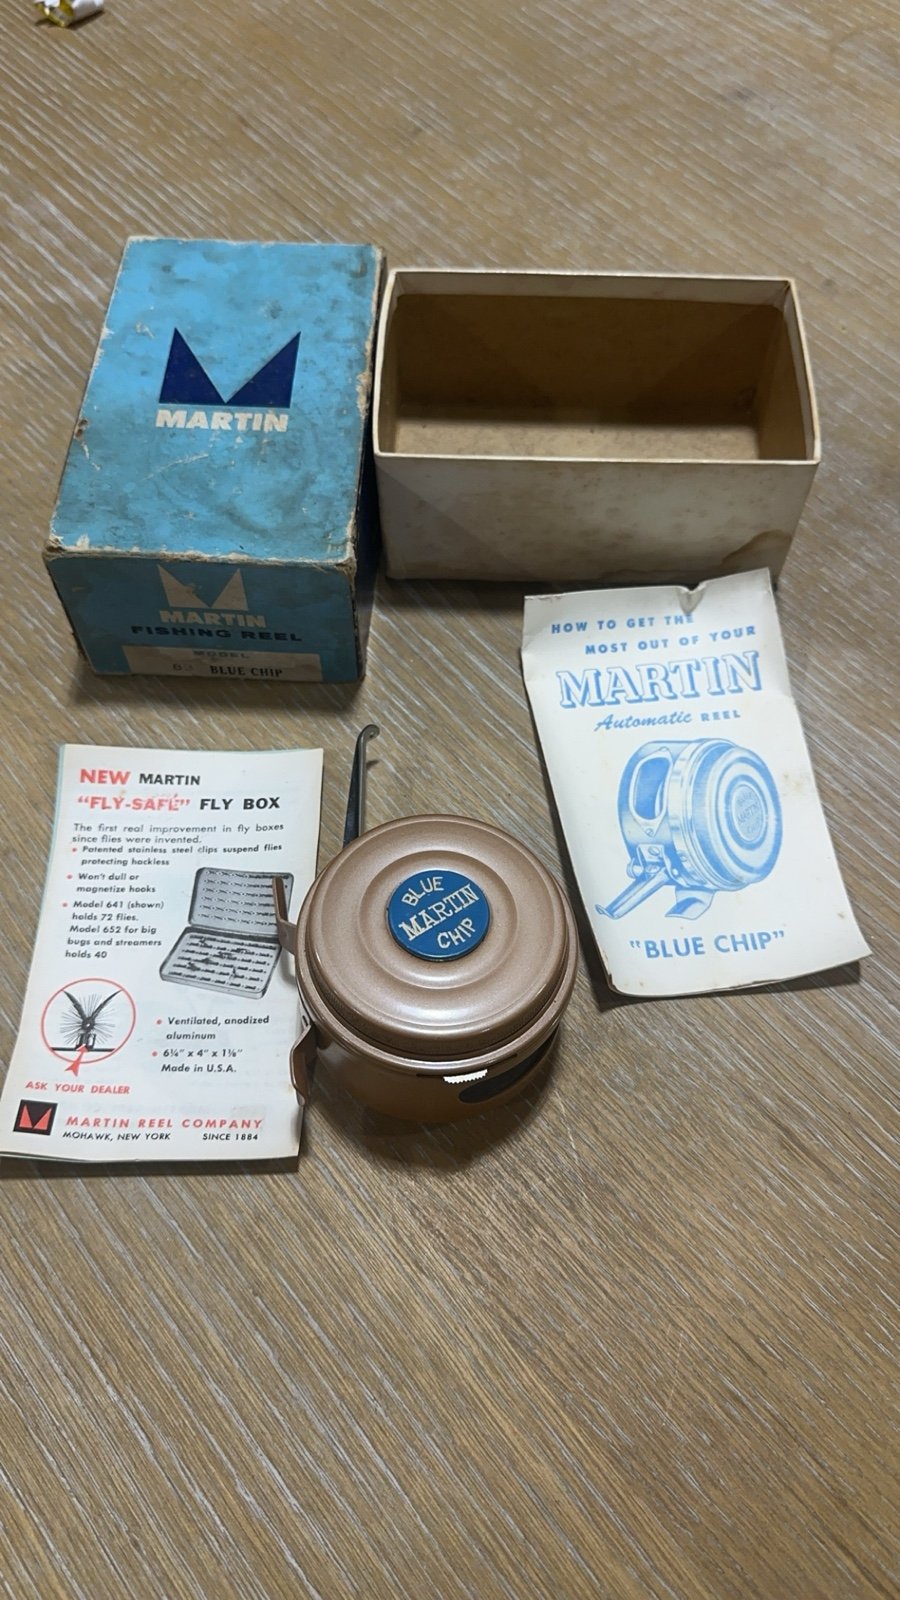 MARTIN
MARTIN
FISHING REEL
MODEL
BLUE CHIP
HOW TO GET THE
MOST OUT OF YOUR
MARTIN
Automatic REEL
"BLUE CHIP"
NEW MARTIN
"FLY-SAFE" FLY BOX
The first real improvement in fly boxes
since flies were invented.
• Patented stainless steel clips suspend flies
protecting hackless
• Won't dull or
magnetize hooks
• Model 641 (shown)
holds 72 flies.
Model 652 for big
bugs and streamers
holds 40
• Ventilated, anodized
aluminum
• 6¼" x 4" x 1⅛"
Made in U.S.A.
ASK YOUR DEALER
MARTIN REEL COMPANY
MOHAWK, NEW YORK SINCE 1884
BLUE
MARTIN
CHIP